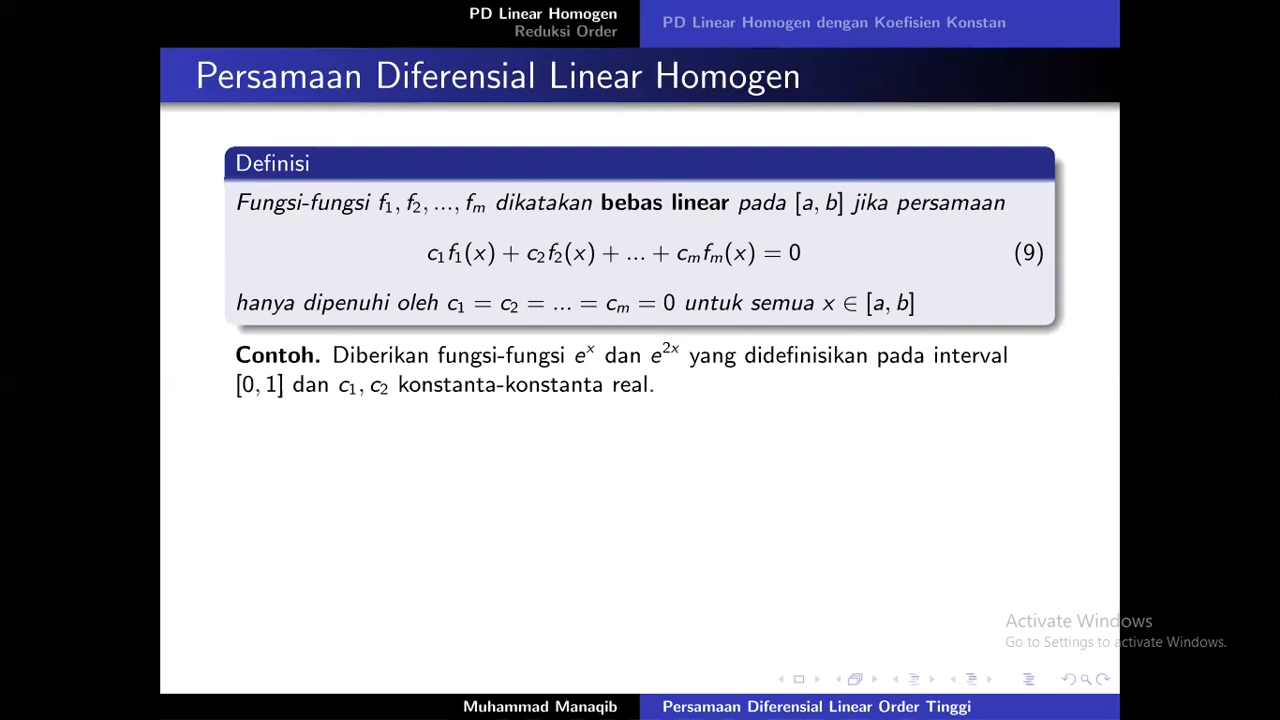 PD Linear Homogen
Reduksi Order
PD Linear Homogen dengan Koefisien Konstan
Persamaan Diferensial Linear Homogen
Definisi
Fungsi-fungsi f₁, f₂, ..., fₘ dikatakan bebas linear pada [a, b] jika persamaan
c₁f₁(x) + c₂f₂(x) + ... + cₘfₘ(x) = 0 (9)
hanya dipenuhi oleh c₁ = c₂ = ... = cₘ = 0 untuk semua x ∈ [a, b]
Contoh. Diberikan fungsi-fungsi eˣ dan e²ˣ yang didefinisikan pada interval
[0, 1] dan c₁, c₂ konstanta-konstanta real.
Activate Windows
Go to Settings to activate Windows.
Muhammad Manaqib
Persamaan Diferensial Linear Order Tinggi